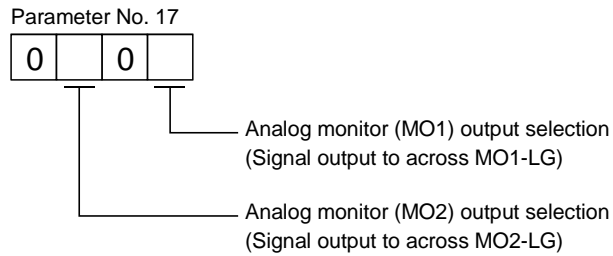 Parameter No. 17
0 0
Analog monitor (MO1) output selection
(Signal output to across MO1-LG)
Analog monitor (MO2) output selection
(Signal output to across MO2-LG)